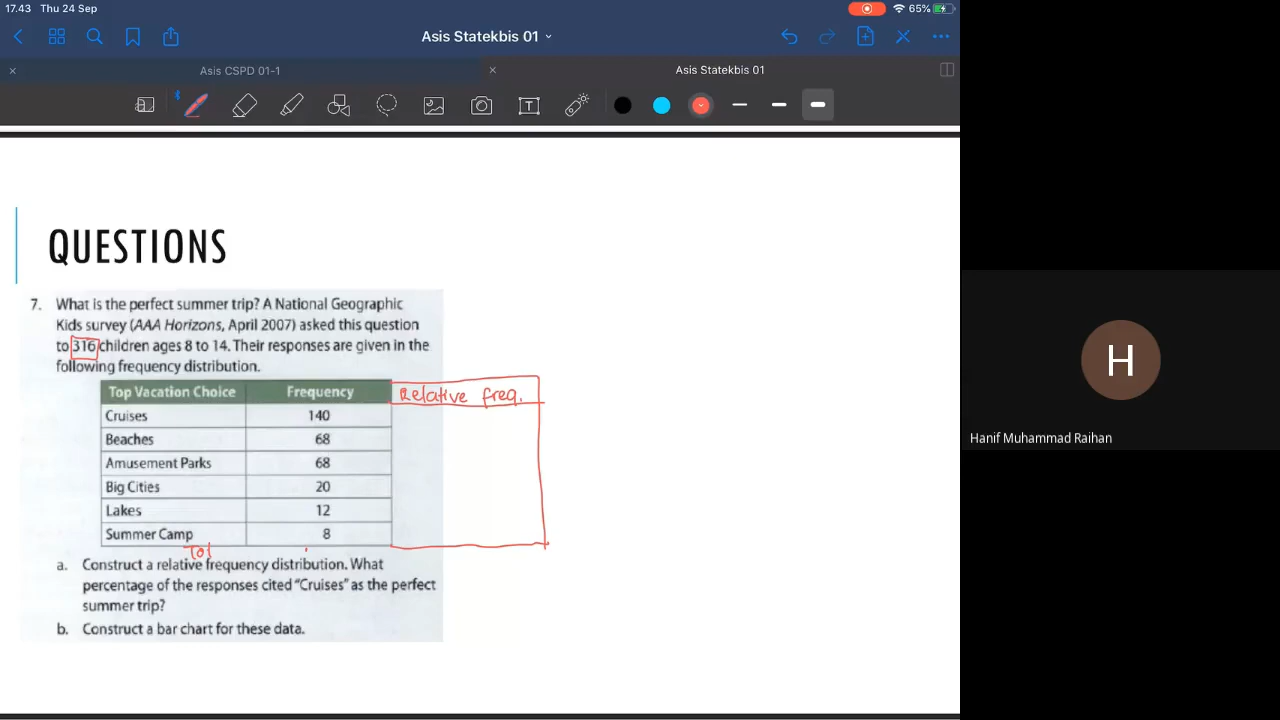 17.43 Thu 24 Sep
65%
Asis Statekbis 01
Asis CSPD 01-1
Asis Statekbis 01
T
QUESTIONS
7. What is the perfect summer trip? A National Geographic
Kids survey (AAA Horizons, April 2007) asked this question
to 316 children ages 8 to 14. Their responses are given in the
following frequency distribution.
Top Vacation Choice Frequency Relative freq.
Cruises 140
Beaches 68
Amusement Parks 68
Big Cities 20
Lakes 12
Summer Camp 8
Tot
a. Construct a relative frequency distribution. What
percentage of the responses cited "Cruises" as the perfect
summer trip?
b. Construct a bar chart for these data.
H
Hanif Muhammad Raihan